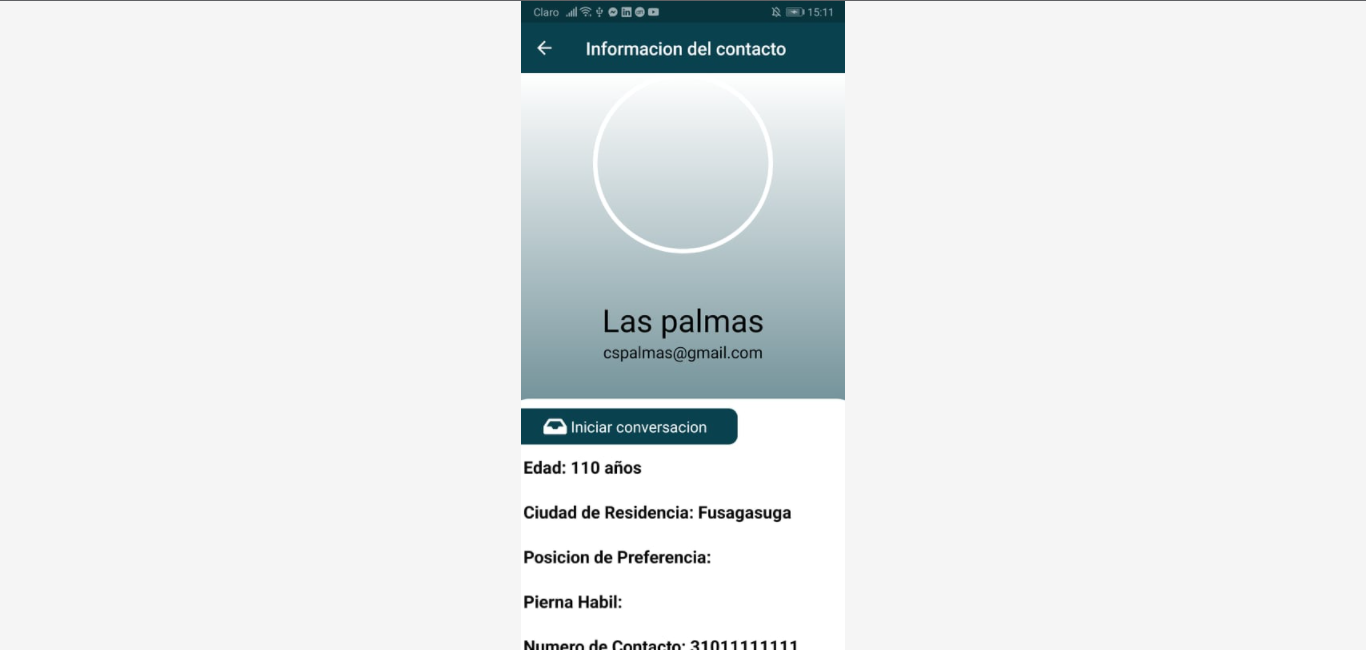 Claro 15:11
Informacion del contacto
Las palmas
cspalmas@gmail.com
Iniciar conversacion
Edad: 110 años
Ciudad de Residencia: Fusagasuga
Posicion de Preferencia:
Pierna Habil:
Numero de Contacto: 31011111111